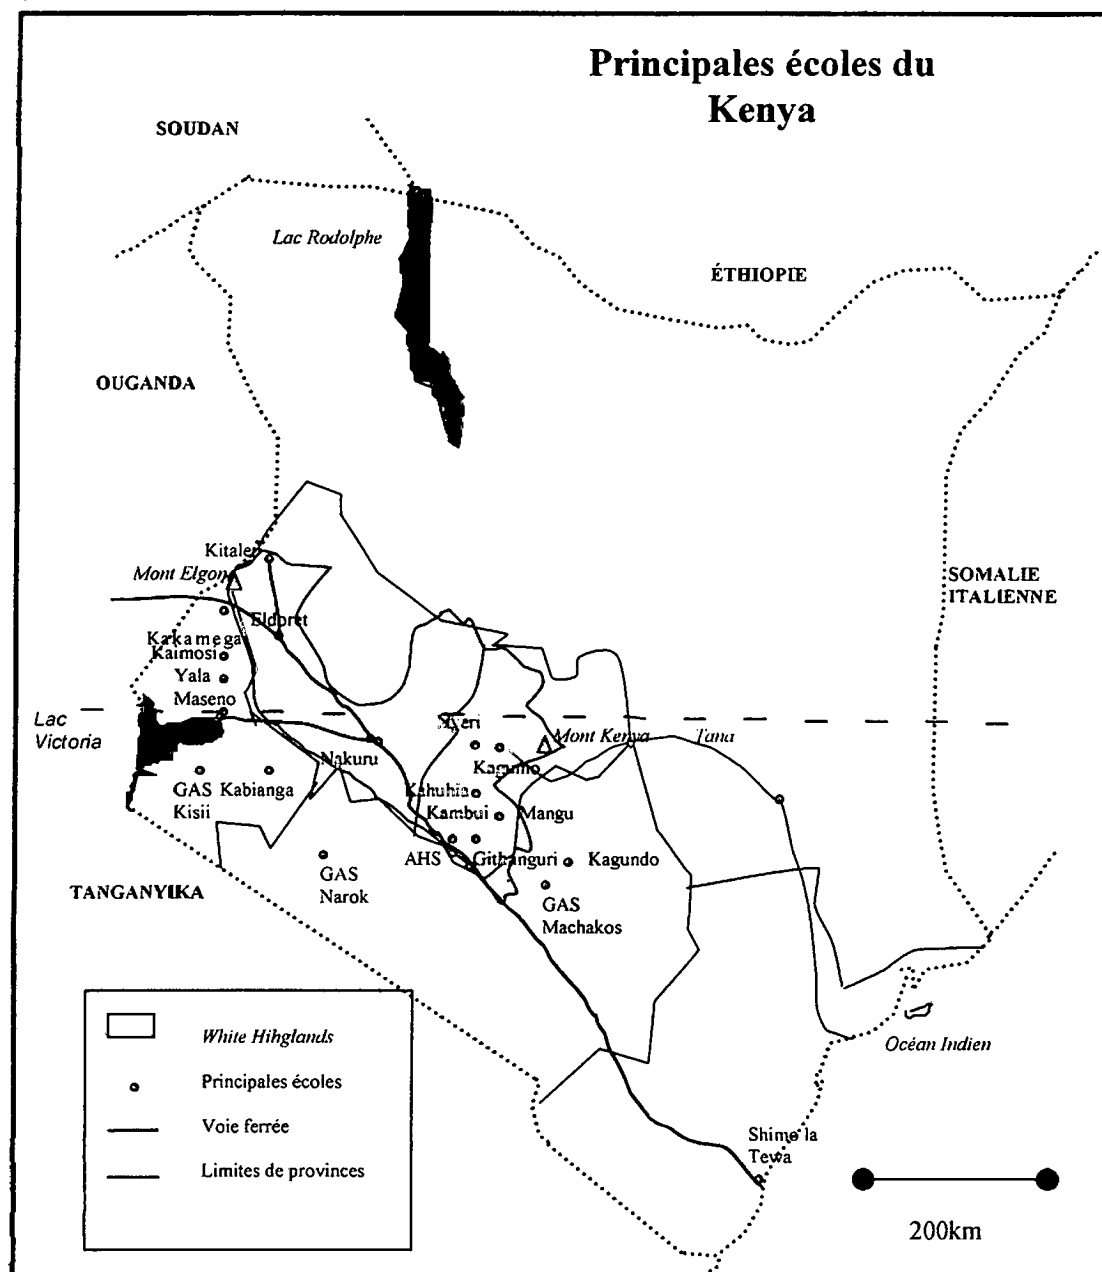 Principales écoles du
Kenya
SOUDAN
Lac Rodolphe
ÉTHIOPIE
OUGANDA
Kitaler
Mont Elgon
SOMALIE
ITALIENNE
Eldoret
Kakamega
Kaimosi
Yala
Maseno
Lac
Victoria
Nyeri
Mont Kenya
Tana
Nakuru
Kagumo
GAS
Kisii
Kabianga
Kahuhia
Kambui
Mangu
AHS
Githunguri
Kagundo
GAS
Narok
TANGANYIKA
GAS
Machakos
White Hihglands
Principales écoles
Voie ferrée
Limites de provinces
Océan Indien
Shimo la
Tewa
200km